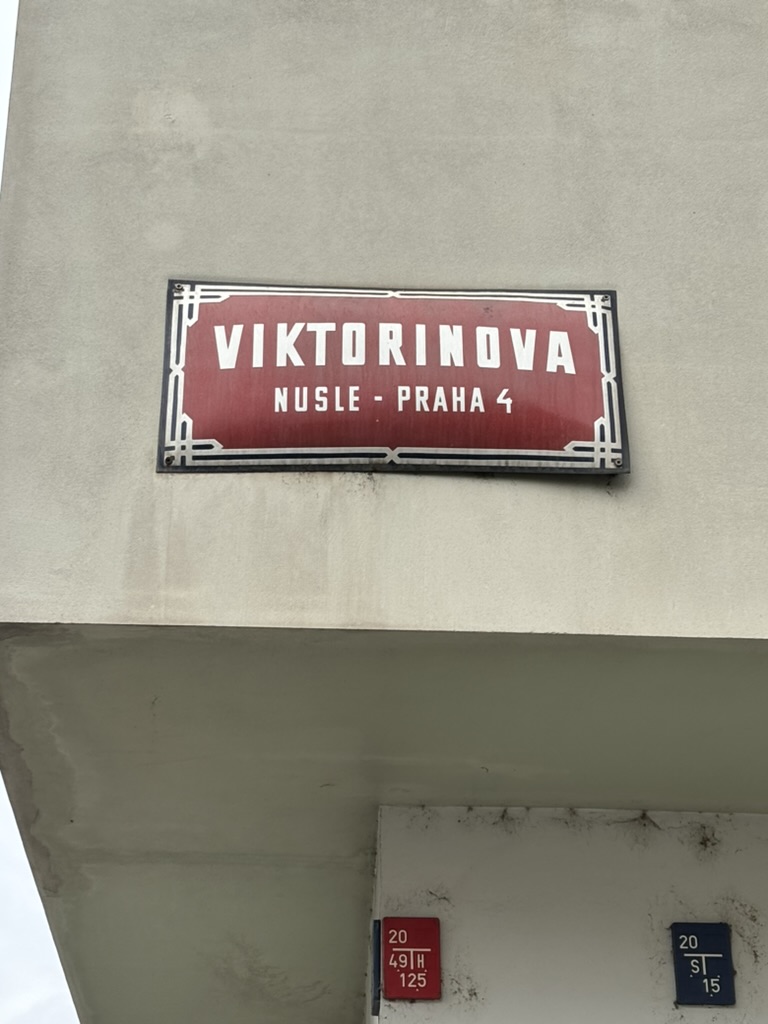 VIKTORINOVA
NUSLE - PRAHA 4
20
49 H
125
20
S
15